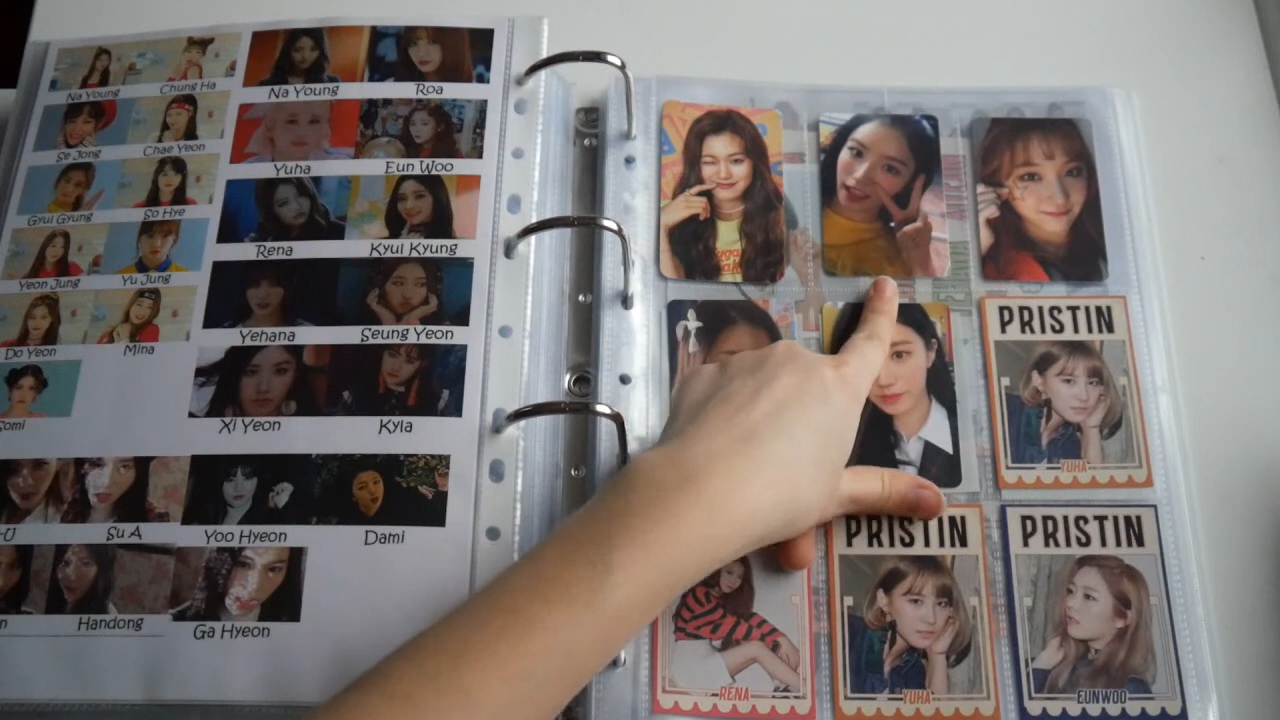 Na Young
Chung Ha
Se Jong
Chae Yeon
Gyul Gyung
So Hye
Yeon Jung
Yu Jung
Do Yeon
Mina
Somi
Na Young
Roa
Yuha
Eun Woo
Rena
Kyul Kyung
Yehana
Seung Yeon
Xi Yeon
Kyla
Su A
Yoo Hyeon
Dami
Handong
Ga Hyeon
PRISTIN
YUHA
RENA
PRISTIN
YUHA
PRISTIN
EUNWOO